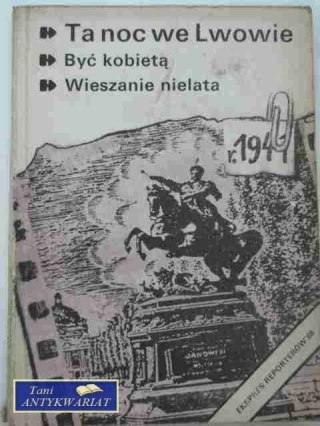 Ta noc we Lwowie
Być kobietą
Wieszanie nielata
r. 1941
EKSPRES REPORTERÓW '88
Tani
ANTYKWARIAT